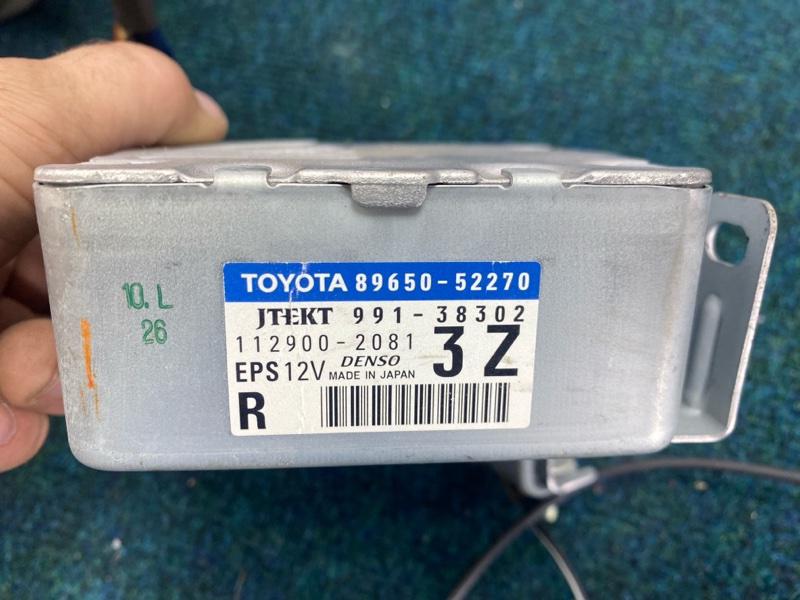 10. L
26
TOYOTA 89650-52270
JTEKT 991-38302
112900-2081
3Z
EPS 12V DENSO MADE IN JAPAN
R